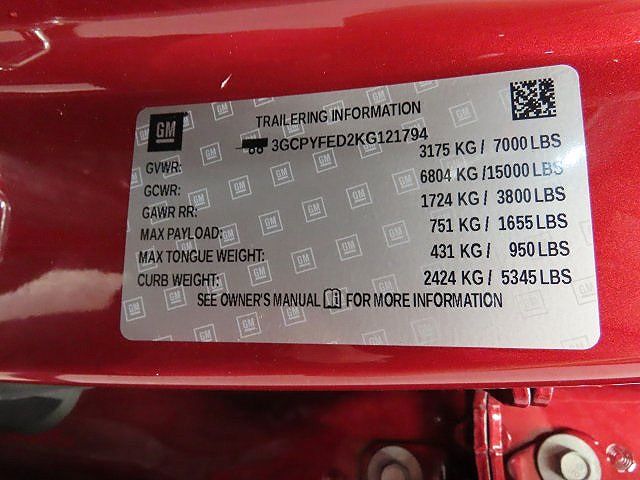 GM
TRAILERING INFORMATION
88 3GCPYFED2KG121794
GVWR: 3175 KG / 7000 LBS
GCWR: 6804 KG /15000 LBS
GAWR RR: 1724 KG / 3800 LBS
MAX PAYLOAD: 751 KG / 1655 LBS
MAX TONGUE WEIGHT: 431 KG / 950 LBS
CURB WEIGHT: 2424 KG / 5345 LBS
SEE OWNER'S MANUAL FOR MORE INFORMATION